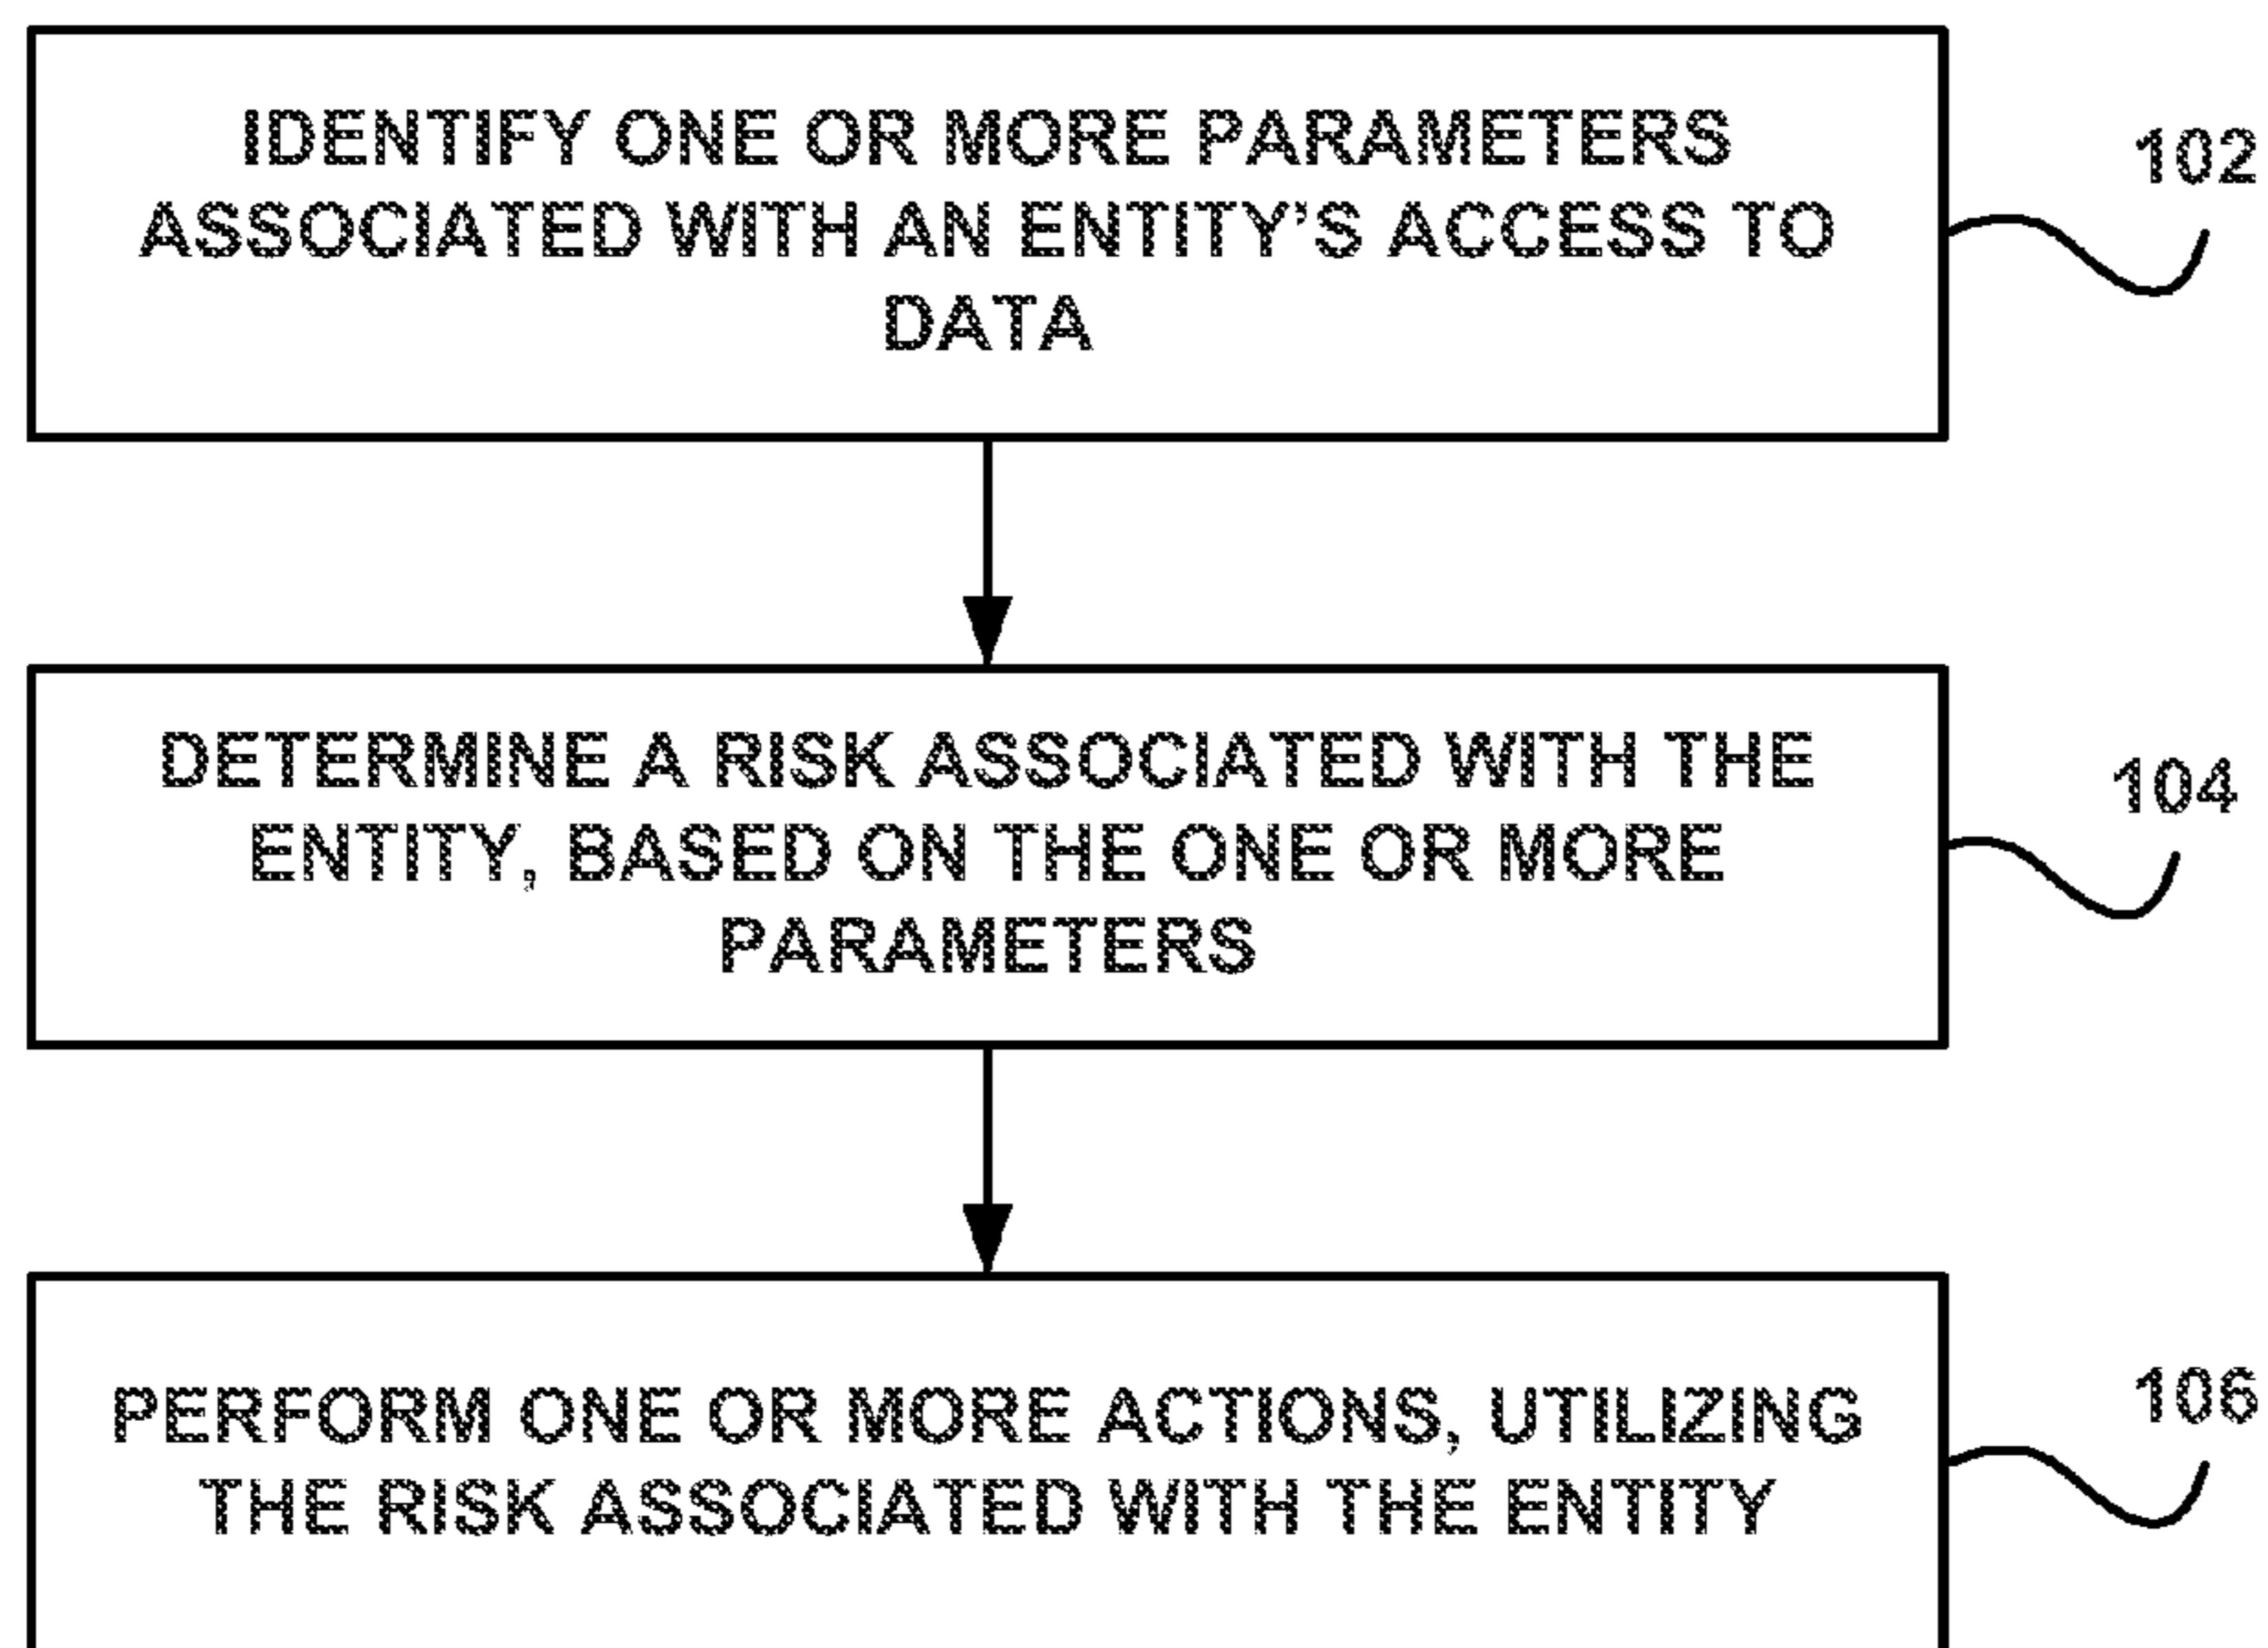 IDENTIFY ONE OR MORE PARAMETERS
ASSOCIATED WITH AN ENTITY'S ACCESS TO
DATA
102
DETERMINE A RISK ASSOCIATED WITH THE
ENTITY, BASED ON THE ONE OR MORE
PARAMETERS
104
PERFORM ONE OR MORE ACTIONS, UTILIZING
THE RISK ASSOCIATED WITH THE ENTITY
106